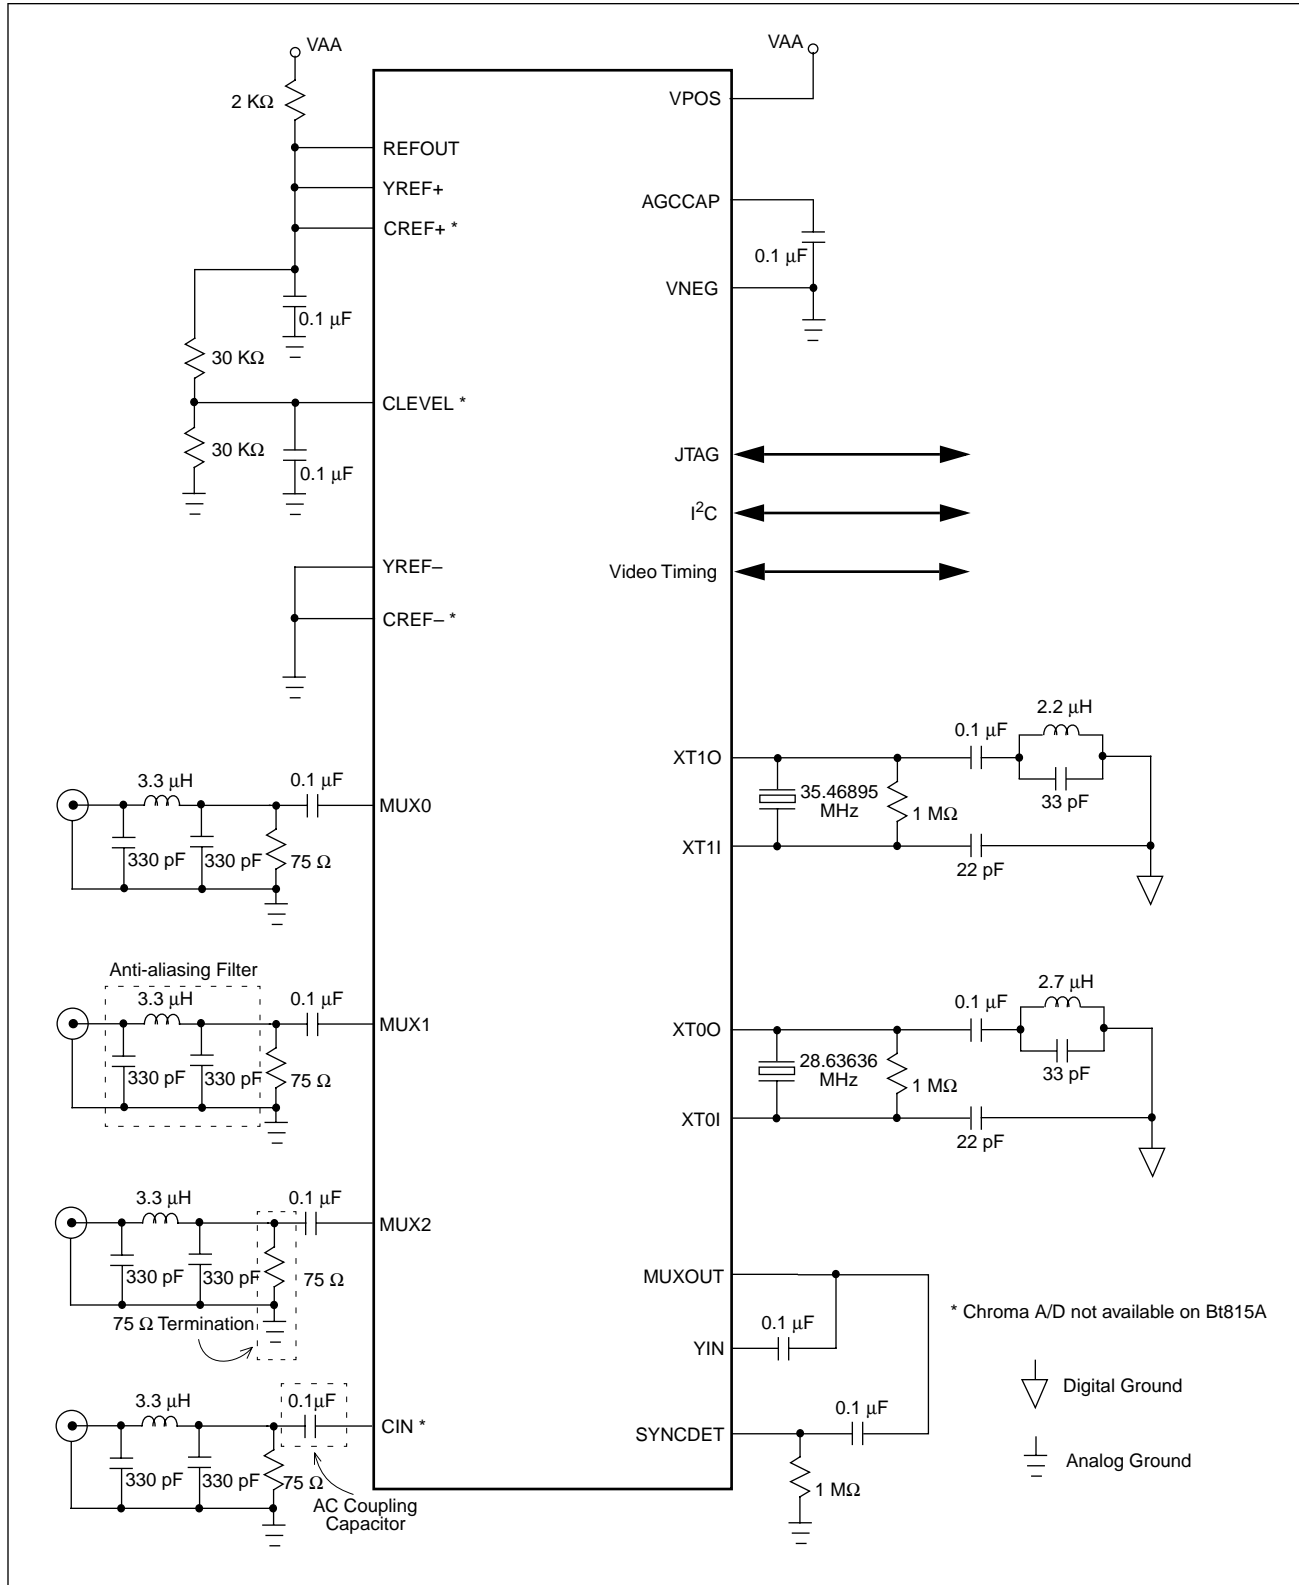 VAA
VAA
2 KΩ
VPOS
REFOUT
YREF+
AGCCAP
CREF+ *
0.1 μF
VNEG
0.1 μF
30 KΩ
CLEVEL *
30 KΩ
0.1 μF
JTAG
I²C
YREF–
Video Timing
CREF– *
2.2 μH
0.1 μF
XT1O
33 pF
35.46895
MHz
1 MΩ
XT1I
22 pF
3.3 μH
0.1 μF
MUX0
330 pF
330 pF
75 Ω
Anti-aliasing Filter
3.3 μH
0.1 μF
MUX1
330 pF
330 pF
75 Ω
2.7 μH
0.1 μF
XT0O
33 pF
28.63636
MHz
1 MΩ
XT0I
22 pF
3.3 μH
0.1 μF
MUX2
330 pF
330 pF
75 Ω
75 Ω Termination
MUXOUT
0.1 μF
YIN
* Chroma A/D not available on Bt815A
Digital Ground
3.3 μH
0.1μF
CIN *
330 pF
330 pF
75 Ω
AC Coupling
Capacitor
0.1 μF
SYNCDET
1 MΩ
Analog Ground